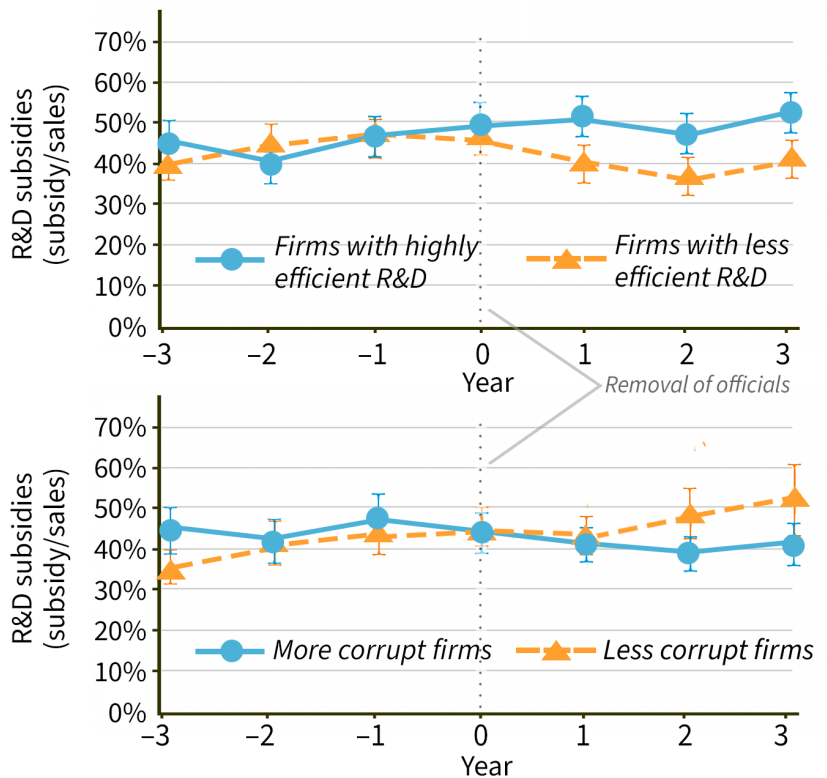 R&D subsidies
(subsidy/sales)
70%
60%
50%
40%
30%
20%
10%
0%
Firms with highly
efficient R&D
Firms with less
efficient R&D
–3
–2
–1
0
1
2
3
Year
Removal of officials
R&D subsidies
(subsidy/sales)
70%
60%
50%
40%
30%
20%
10%
0%
More corrupt firms
Less corrupt firms
–3
–2
–1
0
1
2
3
Year